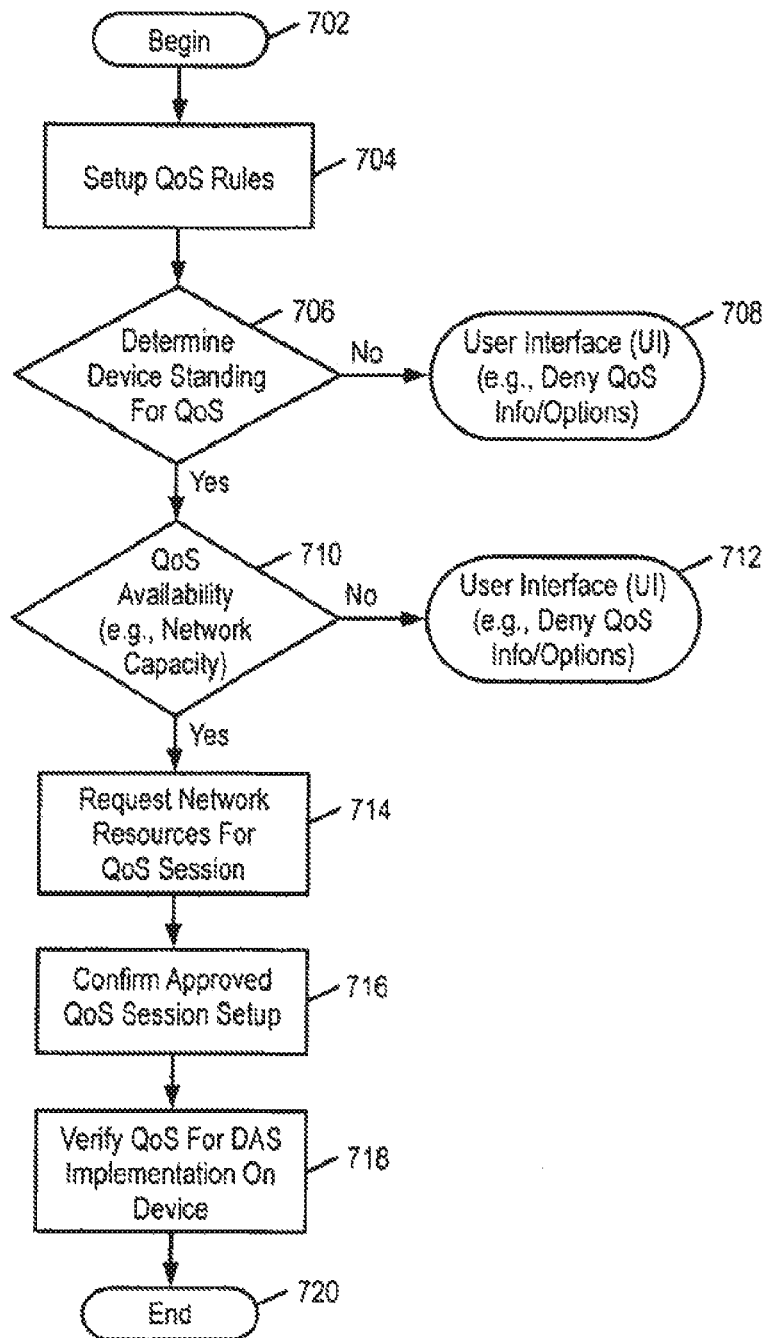 Begin
702
Setup QoS Rules
704
706
Determine
Device Standing
For QoS
No
708
User Interface (UI)
(e.g., Deny QoS
Info/Options)
Yes
710
QoS
Availability
(e.g., Network
Capacity)
No
712
User Interface (UI)
(e.g., Deny QoS
Info/Options)
Yes
Request Network
Resources For
QoS Session
714
Confirm Approved
QoS Session Setup
716
Verify QoS For DAS
Implementation On
Device
718
End
720